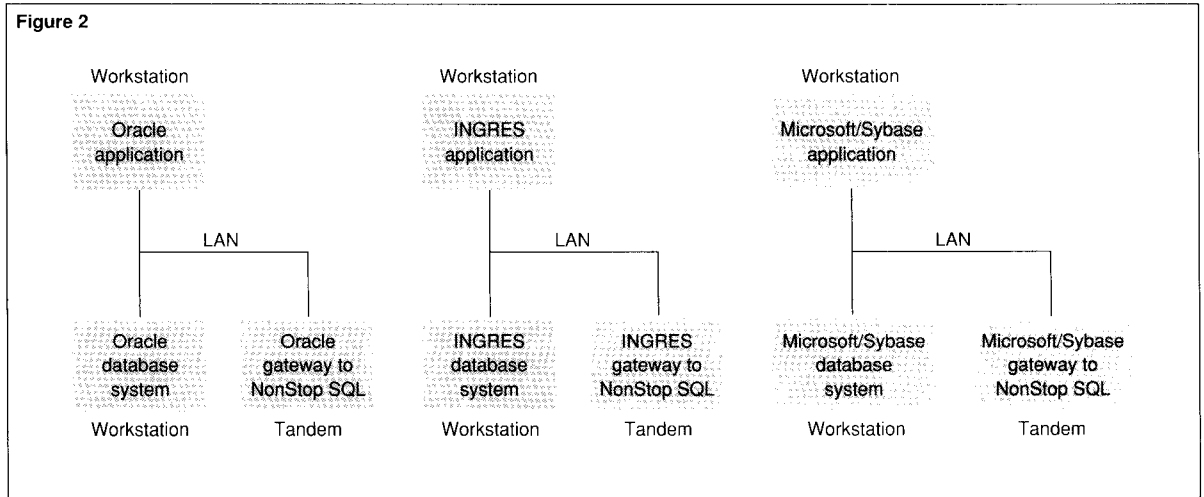 Figure 2
Workstation
Oracle
application
LAN
Oracle
database
system
Workstation
Oracle
gateway to
NonStop SQL
Tandem
Workstation
INGRES
application
LAN
INGRES
database
system
Workstation
INGRES
gateway to
NonStop SQL
Tandem
Workstation
Microsoft/Sybase
application
LAN
Microsoft/Sybase
database
system
Workstation
Microsoft/Sybase
gateway to
NonStop SQL
Tandem